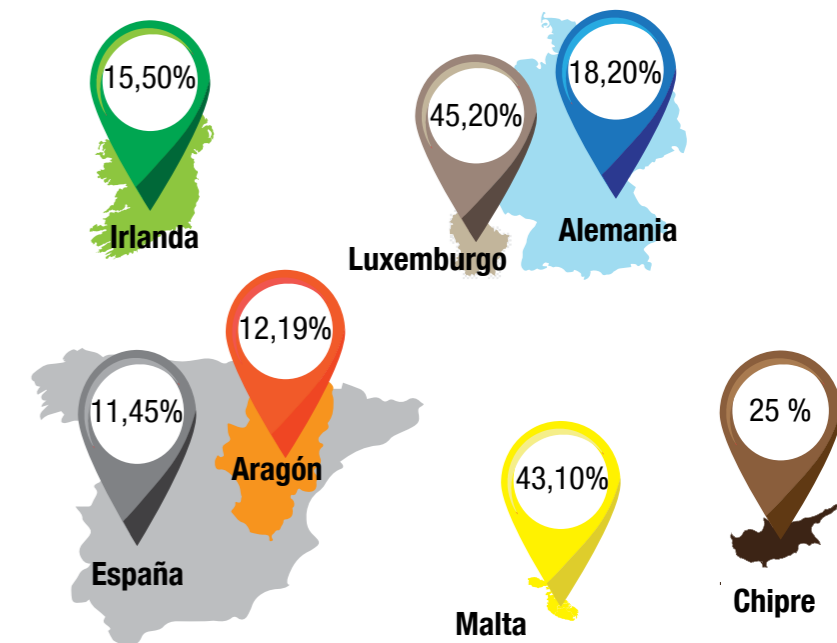 15,50%
Irlanda
45,20%
Luxemburgo
18,20%
Alemania
12,19%
Aragón
11,45%
España
43,10%
Malta
25 %
Chipre